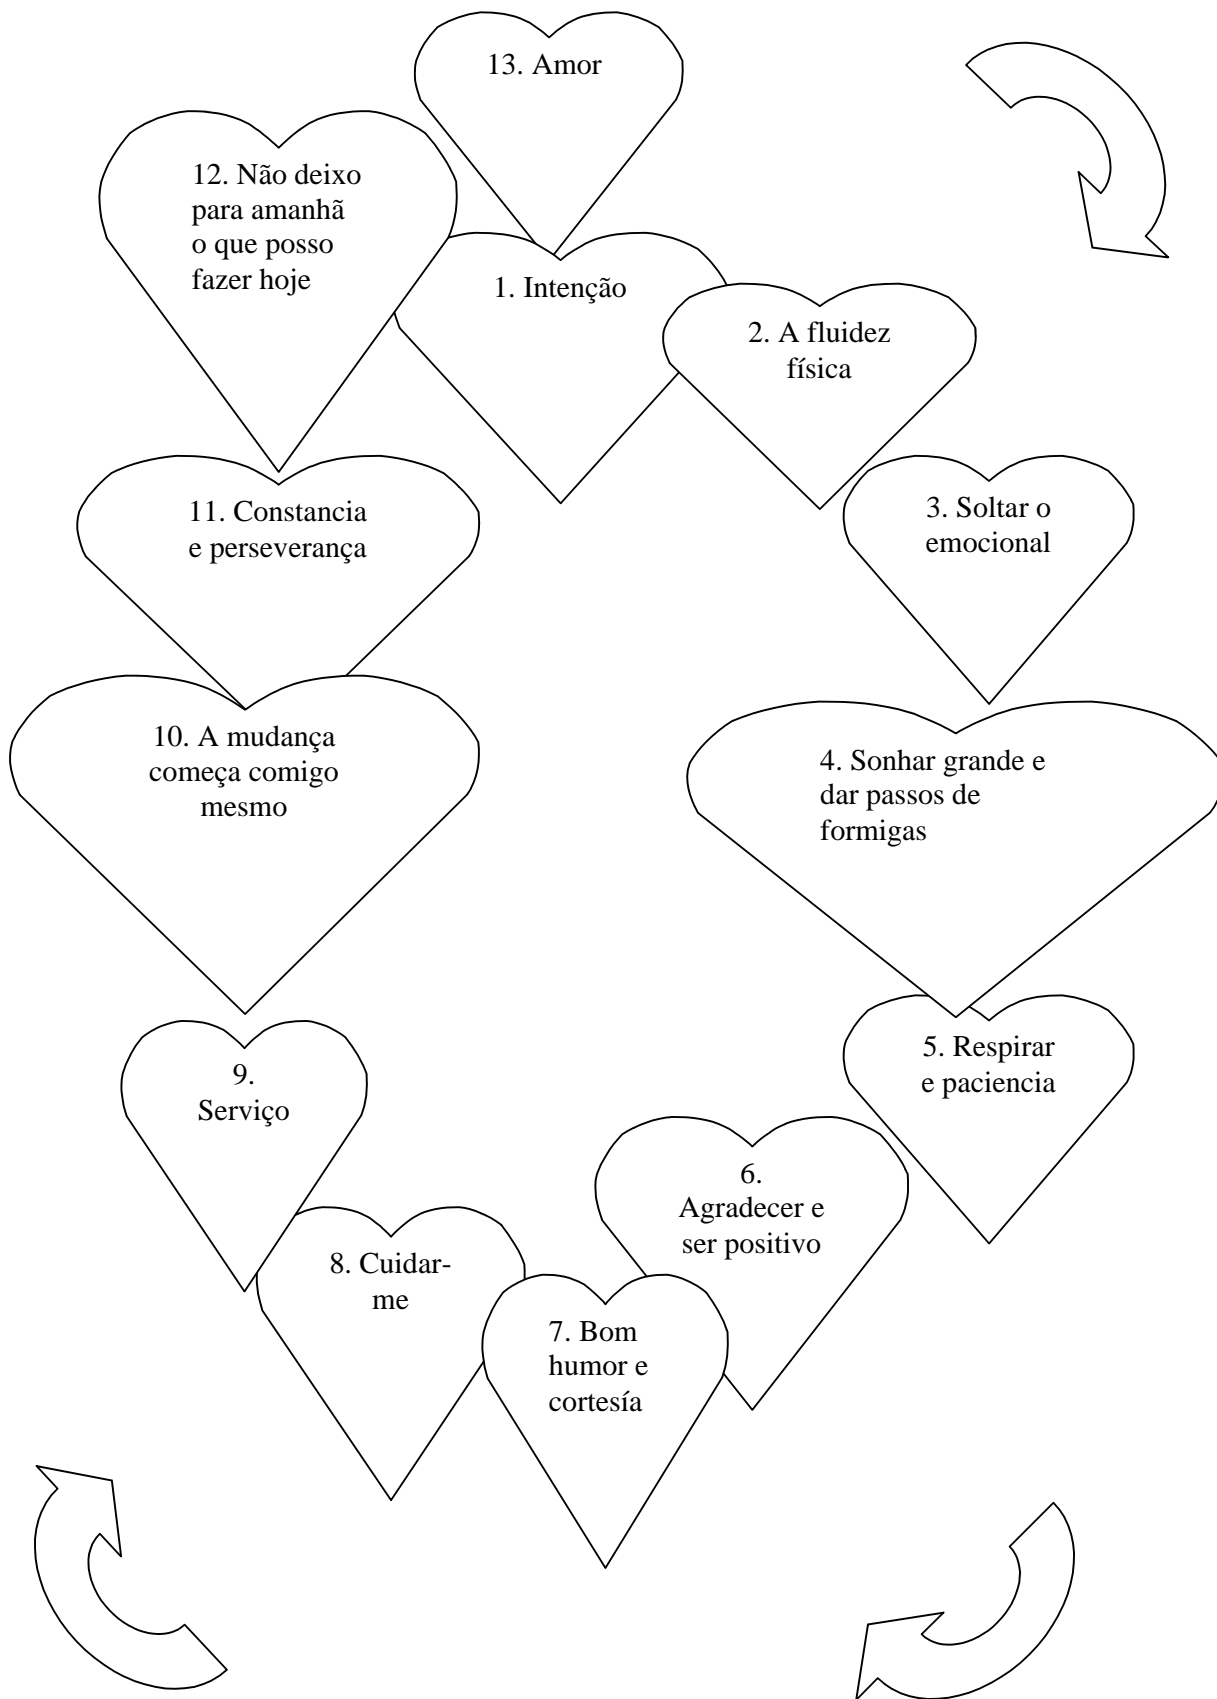 13. Amor
12. Não deixo
para amanhã
o que posso
fazer hoje
1. Intenção
2. A fluidez
física
3. Soltar o
emocional
11. Constancia
e perseverança
10. A mudança
começa comigo
mesmo
4. Sonhar grande e
dar passos de
formigas
5. Respirar
e paciencia
9.
Serviço
6.
Agradecer e
ser positivo
8. Cuidar-
me
7. Bom
humor e
cortesía